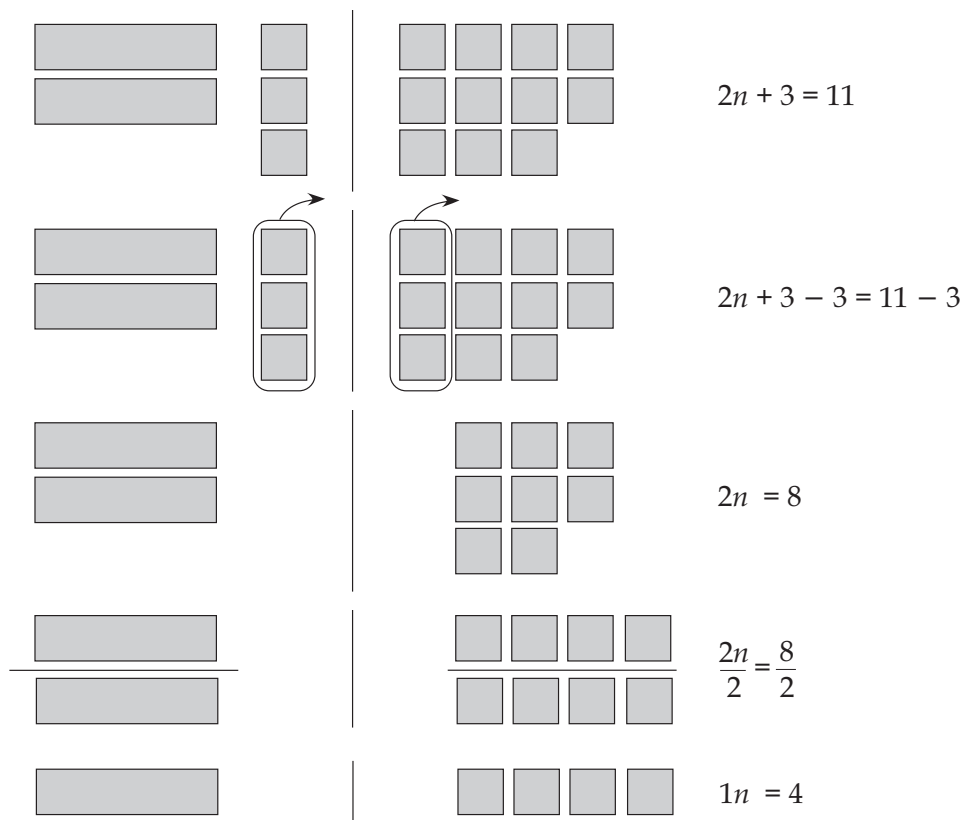 2n + 3 = 11
2n + 3 − 3 = 11 − 3
2n = 8
2n/2 = 8/2
1n = 4